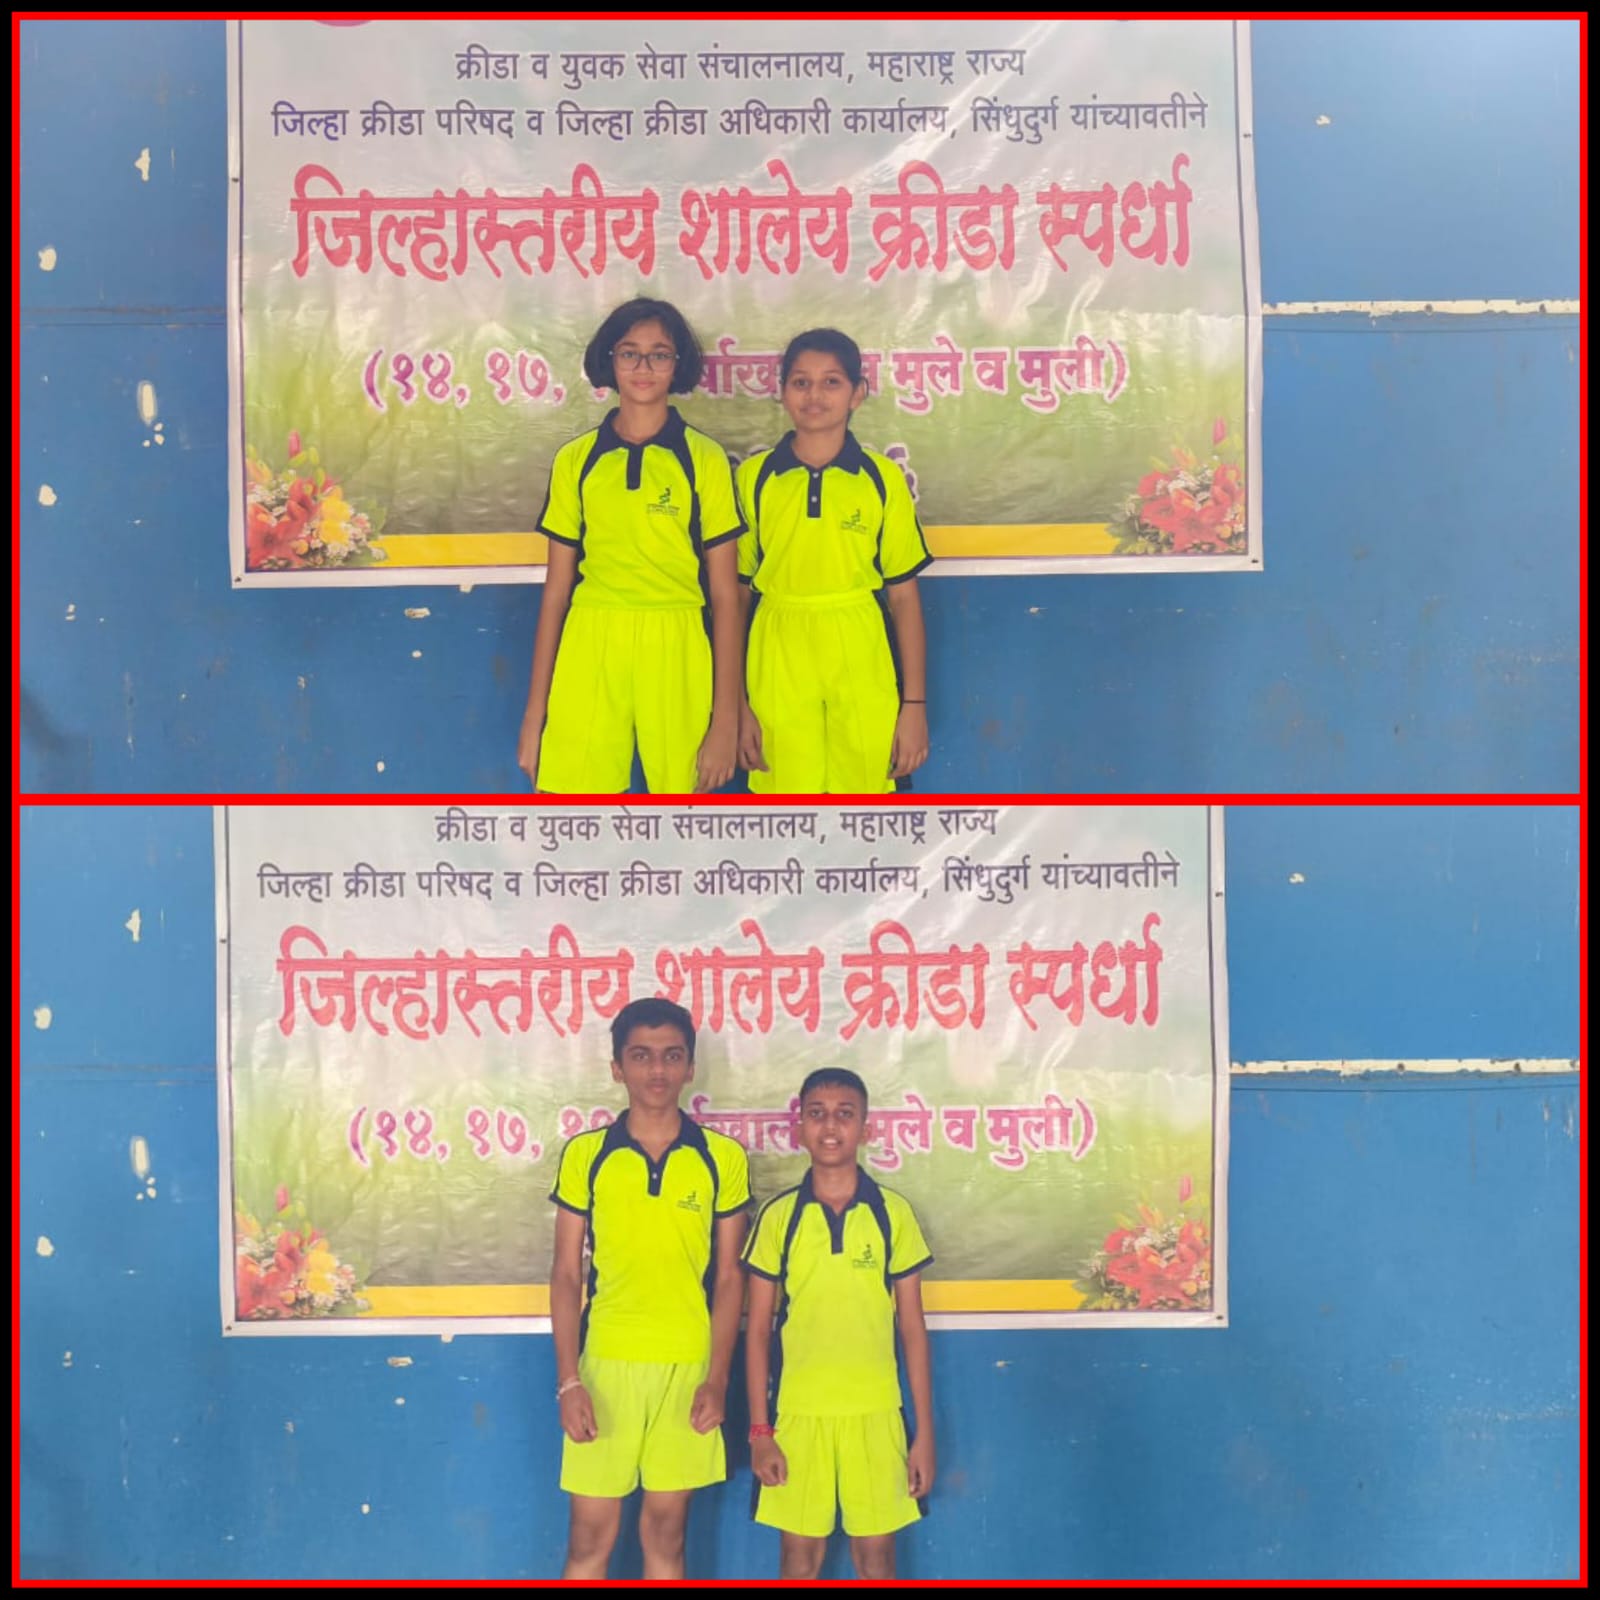 क्रीडा व युवक सेवा संचालनालय, महाराष्ट्र राज्य
जिल्हा क्रीडा परिषद व जिल्हा क्रीडा अधिकारी कार्यालय, सिंधुदुर्ग यांच्यावतीने
जिल्हास्तरीय शालेय क्रीडा स्पर्धा
(१४, १७, व मुले व मुली)
क्रीडा व युवक सेवा संचालनालय, महाराष्ट्र राज्य
जिल्हा क्रीडा परिषद व जिल्हा क्रीडा अधिकारी कार्यालय, सिंधुदुर्ग यांच्यावतीने
जिल्हास्तरीय शालेय क्रीडा स्पर्धा
(१४, १७, मुले व मुली)